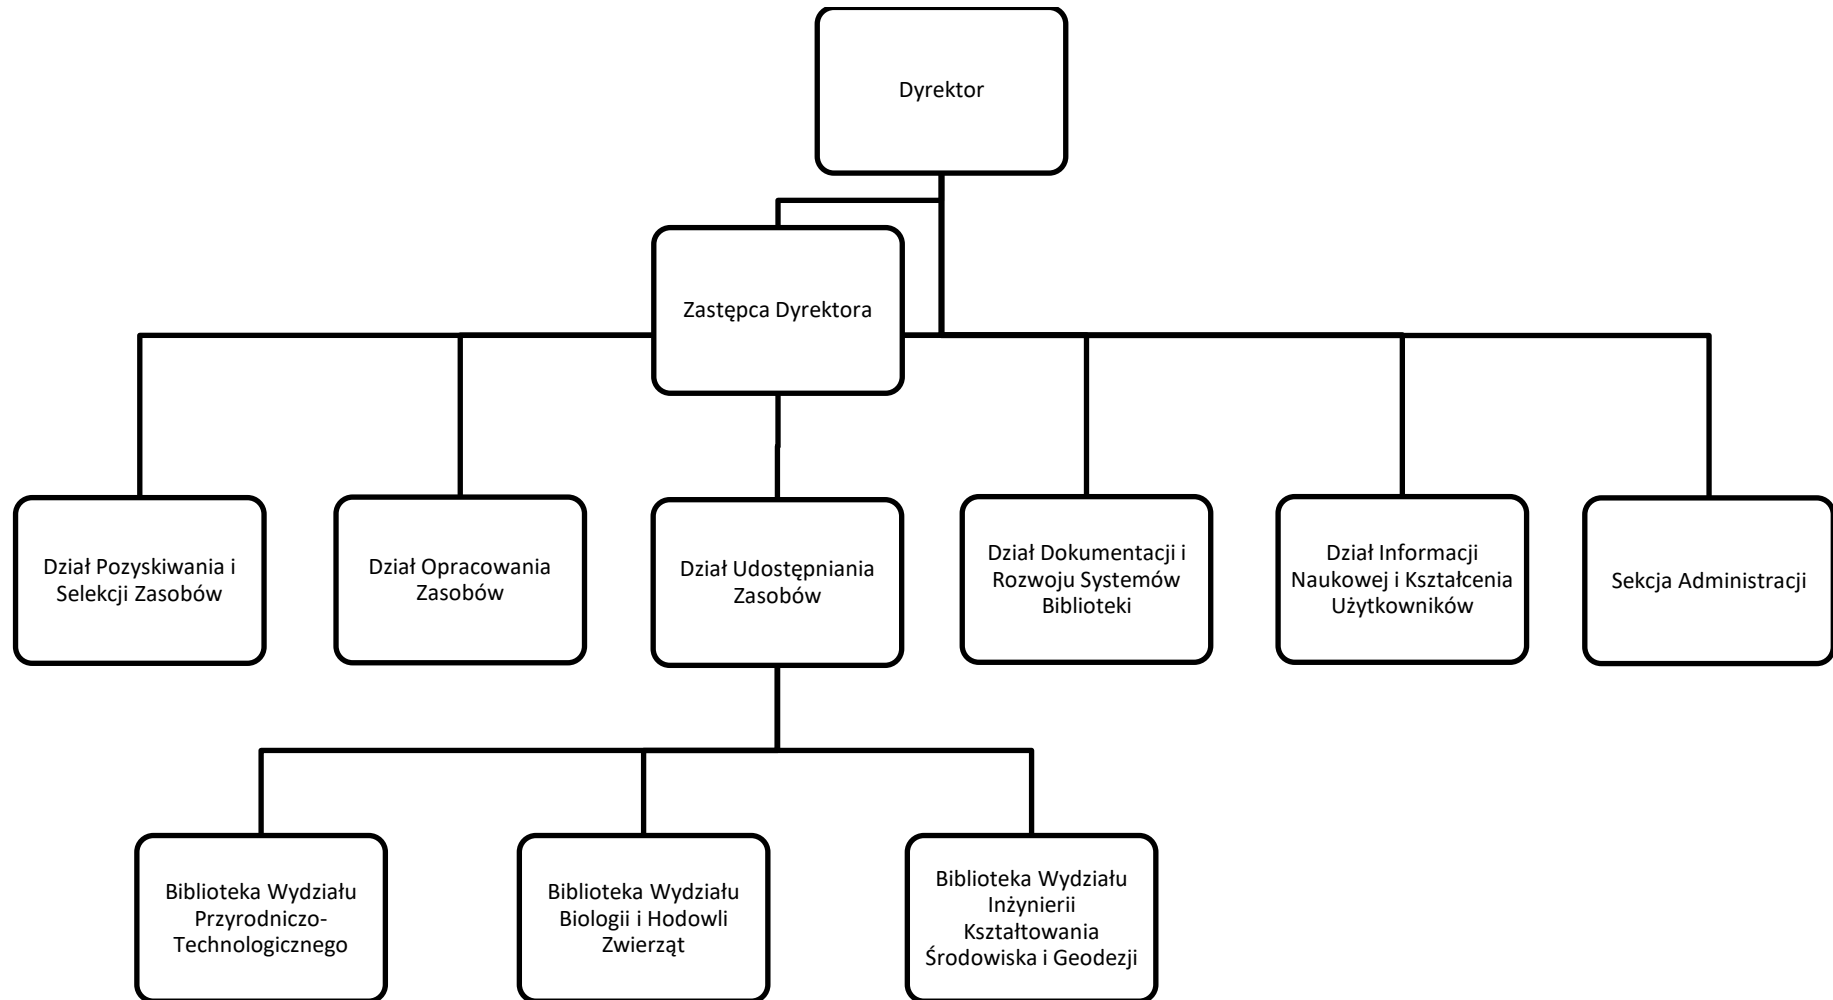 Dyrektor
Zastępca Dyrektora
Dział Pozyskiwania i
Selekcji Zasobów
Dział Opracowania
Zasobów
Dział Udostępniania
Zasobów
Dział Dokumentacji i
Rozwoju Systemów
Biblioteki
Dział Informacji
Naukowej i Kształcenia
Użytkowników
Sekcja Administracji
Biblioteka Wydziału
Przyrodniczo-
Technologicznego
Biblioteka Wydziału
Biologii i Hodowli
Zwierząt
Biblioteka Wydziału
Inżynierii
Kształtowania
Środowiska i Geodezji